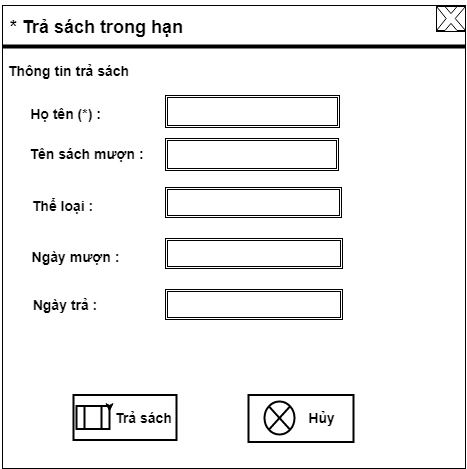 * Trả sách trong hạn
Thông tin trả sách
Họ tên (*) :
Tên sách mượn :
Thể loại :
Ngày mượn :
Ngày trả :
Trả sách
Hủy